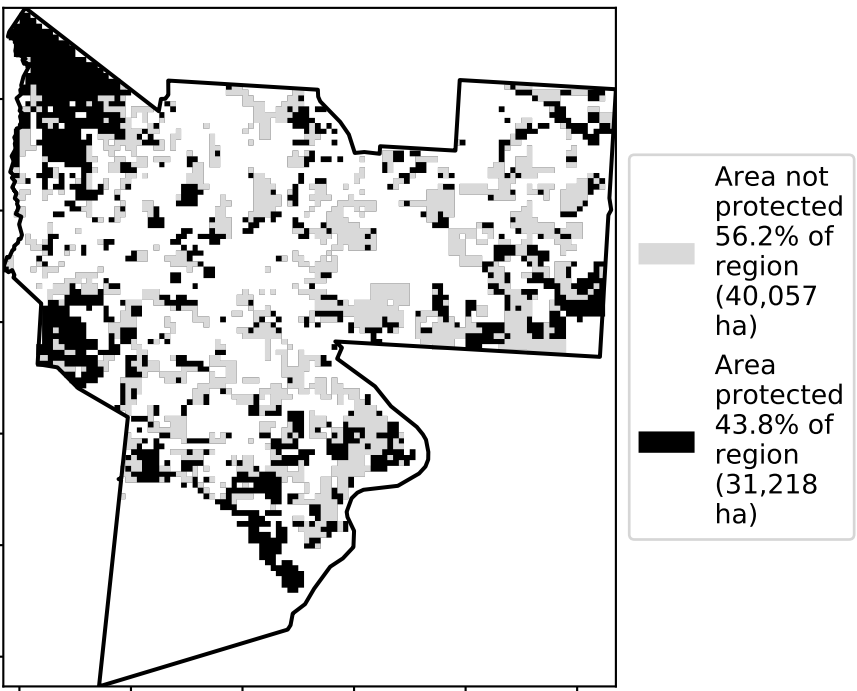 Area not
protected
56.2% of
region
(40,057
ha)
Area
protected
43.8% of
region
(31,218
ha)